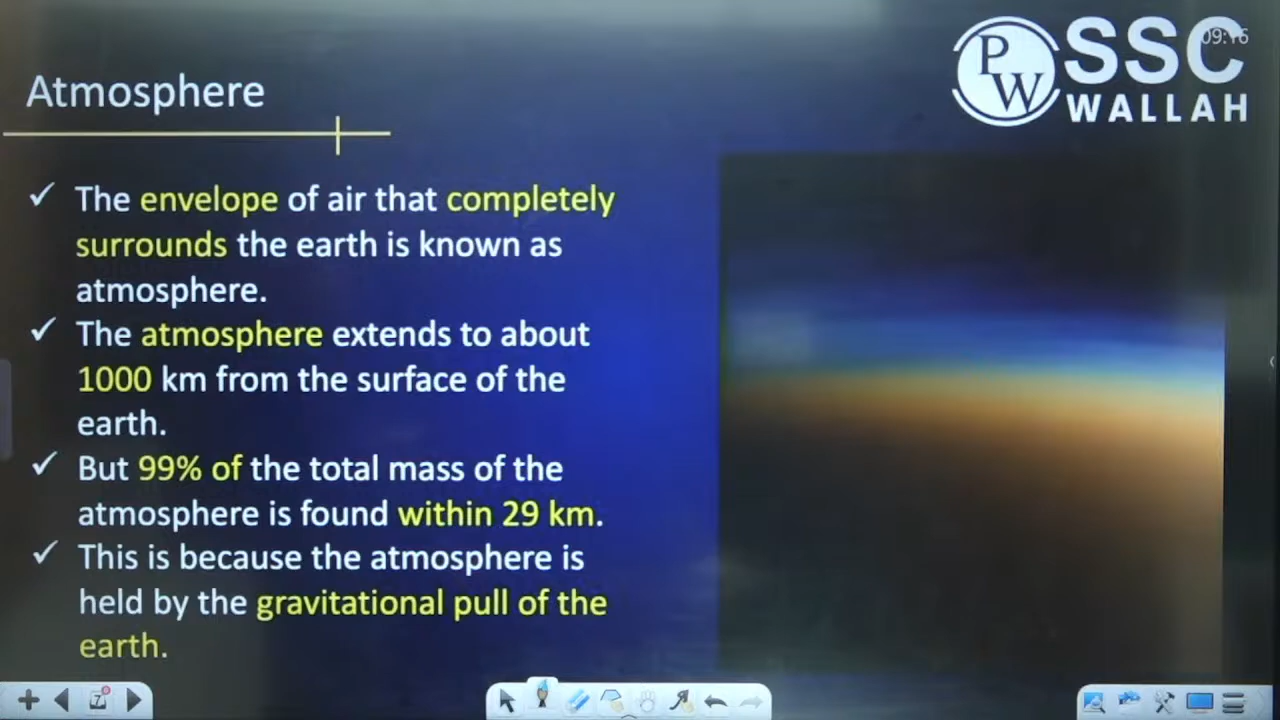 Atmosphere
PW SSC WALLAH
09:16
✓ The envelope of air that completely
surrounds the earth is known as
atmosphere.
✓ The atmosphere extends to about
1000 km from the surface of the
earth.
✓ But 99% of the total mass of the
atmosphere is found within 29 km.
✓ This is because the atmosphere is
held by the gravitational pull of the
earth.
7